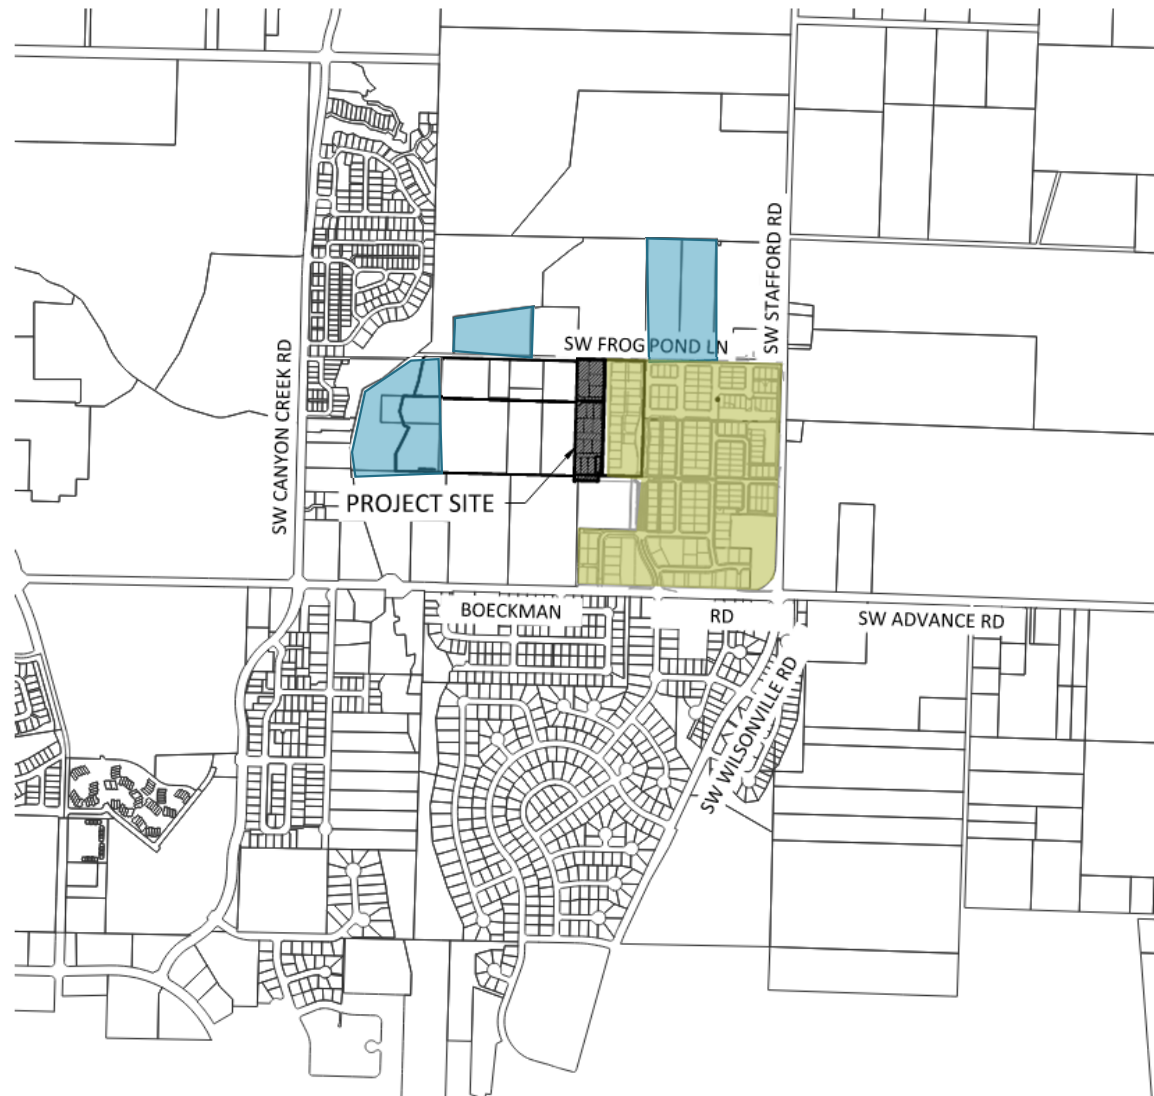 SW STAFFORD RD
SW FROG POND LN
SW CANYON CREEK RD
PROJECT SITE
BOECKMAN RD
SW ADVANCE RD
SW WILSONVILLE RD